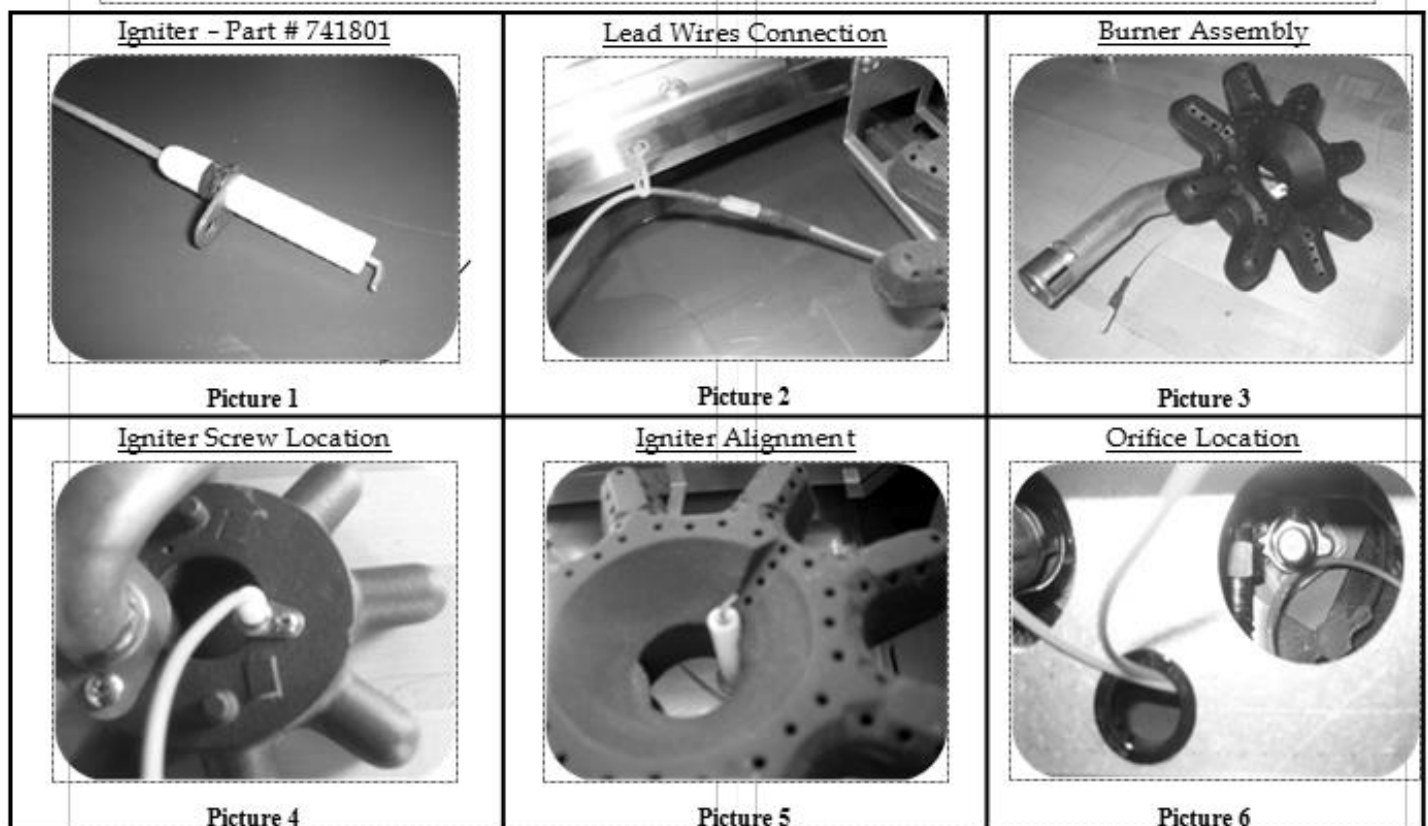 Igniter – Part # 741801
Lead Wires Connection
Burner Assembly
Picture 1
Picture 2
Picture 3
Igniter Screw Location
Igniter Alignment
Orifice Location
Picture 4
Picture 5
Picture 6